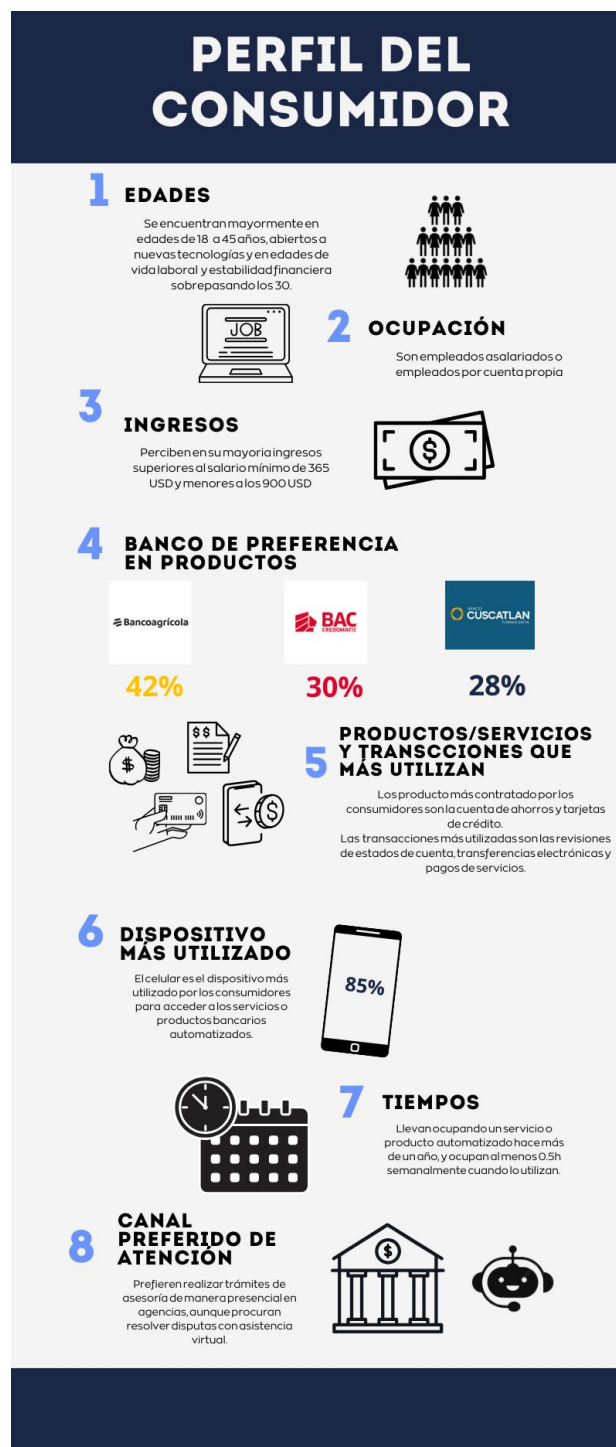 PERFIL DEL
CONSUMIDOR
1 EDADES
Se encuentran mayormente en
edades de 18 a 45 años, abiertos a
nuevas tecnologías y en edades de
vida laboral y estabilidad financiera
sobrepasando los 30.
JOB
2 OCUPACIÓN
Son empleados asalariados o
empleados por cuenta propia
3
INGRESOS
Perciben en su mayoria ingresos
superiores al salario mínimo de 365
USD y menores a los 900 USD
$
4 BANCO DE PREFERENCIA
EN PRODUCTOS
Bancoagrícola
BAC
CREDOMATIC
BANCO
CUSCATLAN
42%
30%
28%
$$
$
$
5 PRODUCTOS/SERVICIOS
Y TRANSCCIONES QUE
MÁS UTILIZAN
Los producto más contratado por los
consumidores son la cuenta de ahorros y tarjetas
de crédito.
Las transacciones más utilizadas son las revisiones
de estados de cuenta, transferencias electrónicas y
pagos de servicios.
6 DISPOSITIVO
MÁS UTILIZADO
El celular es el dispositivo más
utilizado por los consumidores
para acceder a los servicios o
productos bancarios
automatizados.
85%
7 TIEMPOS
Llevan ocupando un servicio o
producto automatizado hace más
de un año, y ocupan al menos 0.5h
semanalmente cuando lo utilizan.
8 CANAL
PREFERIDO DE
ATENCIÓN
Prefieren realizar trámites de
asesoría de manera presencial en
agencias, aunque procuran
resolver disputas con asistencia
virtual.
$